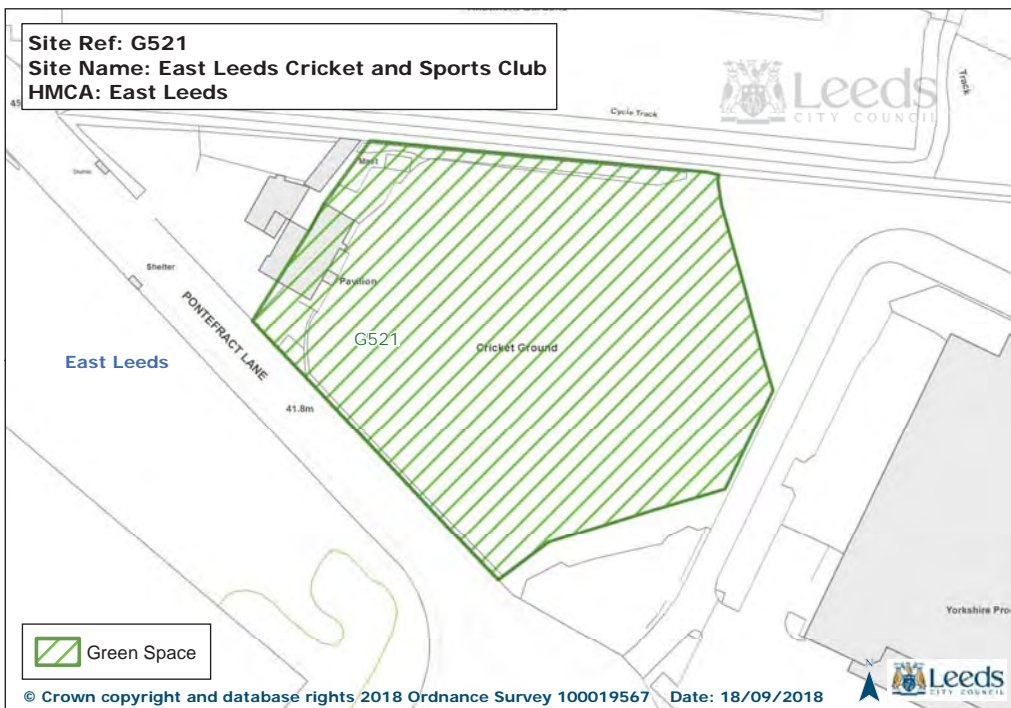 Site Ref: G521
Site Name: East Leeds Cricket and Sports Club
HMCA: East Leeds
Leeds
CITY COUNCIL
Track
Cycle Track
Mast
Shelter
Pavilion
PONTEFRACT LANE
G521
Cricket Ground
East Leeds
41.8m
Yorkshire Pro
Green Space
N
© Crown copyright and database rights 2018 Ordnance Survey 100019567 Date: 18/09/2018
Leeds
CITY COUNCIL